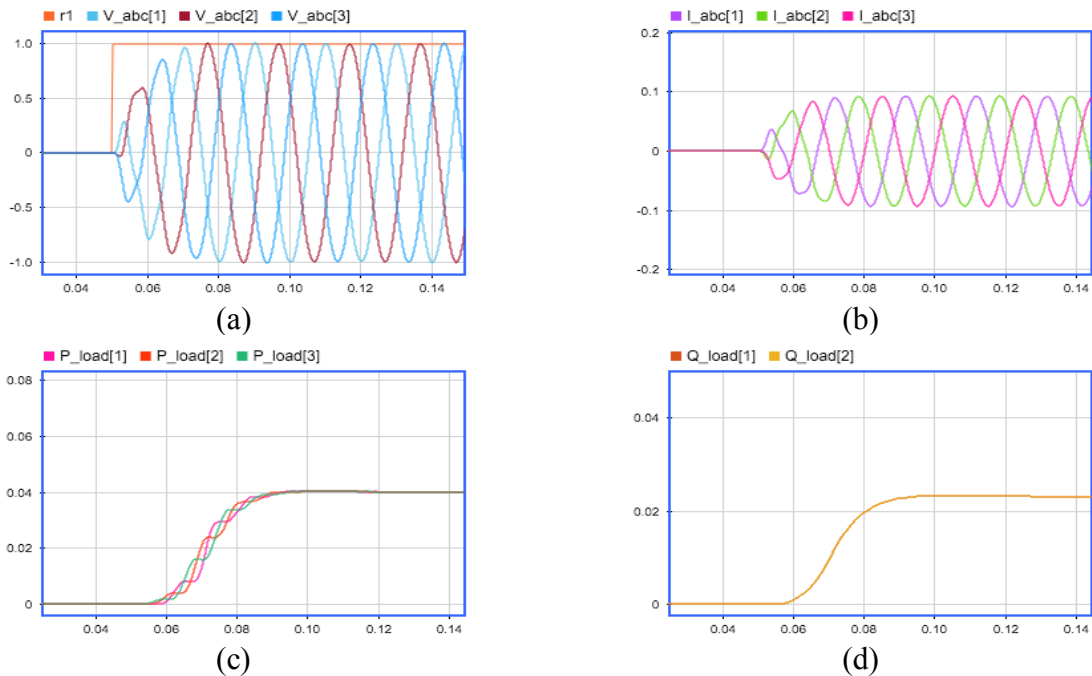 r1 V_abc[1] V_abc[2] V_abc[3]
1.0
0.5
0
-0.5
-1.0
0.04 0.06 0.08 0.10 0.12 0.14
(a)
I_abc[1] I_abc[2] I_abc[3]
0.2
0.1
0
-0.1
-0.2
0.04 0.06 0.08 0.10 0.12 0.14
(b)
P_load[1] P_load[2] P_load[3]
0.08
0.06
0.04
0.02
0
0.04 0.06 0.08 0.10 0.12 0.14
(c)
Q_load[1] Q_load[2]
0.04
0.02
0
0.04 0.06 0.08 0.10 0.12 0.14
(d)